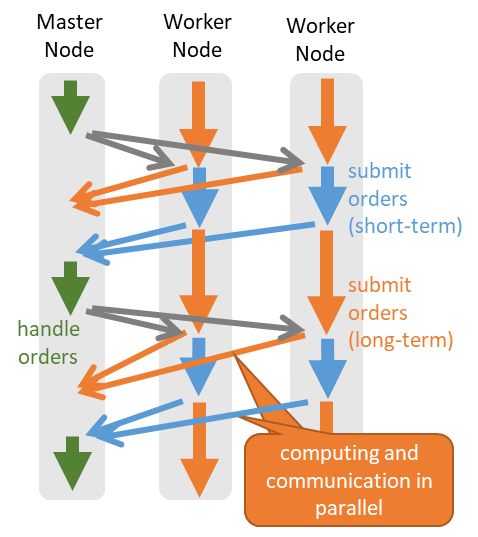 Master
Node
Worker
Node
Worker
Node
submit
orders
(short-term)
submit
orders
(long-term)
handle
orders
computing and
communication in
parallel